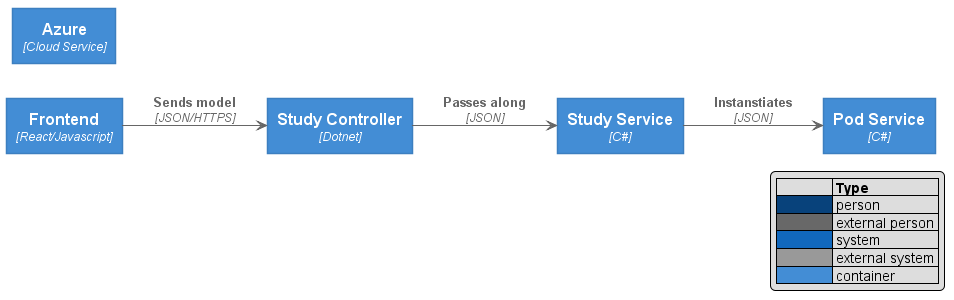 Azure
[Cloud Service]
Frontend
[React/Javascript]
Sends model
[JSON/HTTPS]
Study Controller
[Dotnet]
Passes along
[JSON]
Study Service
[C#]
Instanstiates
[JSON]
Pod Service
[C#]
Type
person
external person
system
external system
container